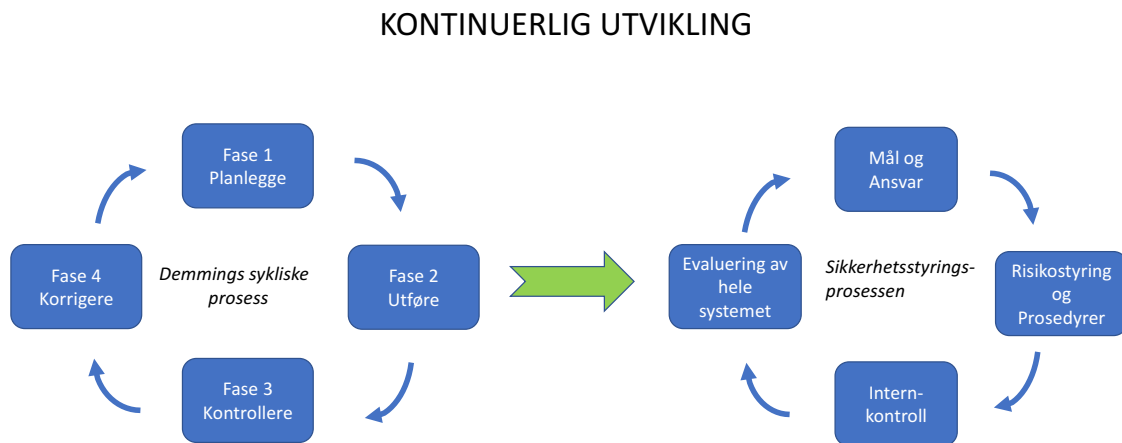 KONTINUERLIG UTVIKLING
Fase 1
Planlegge
Fase 4
Korrigere
Demmings sykliske
prosess
Fase 2
Utføre
Fase 3
Kontrollere
Mål og
Ansvar
Evaluering av
hele
systemet
Sikkerhetsstyrings-
prosessen
Risikostyring
og
Prosedyrer
Intern-
kontroll